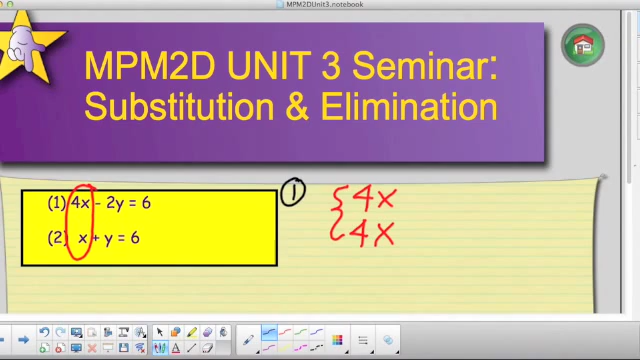 MPM2DUnit3.notebook
MPM2D UNIT 3 Seminar:
Substitution & Elimination
(1) 4x - 2y = 6
(2) x + y = 6
1
4x
4x